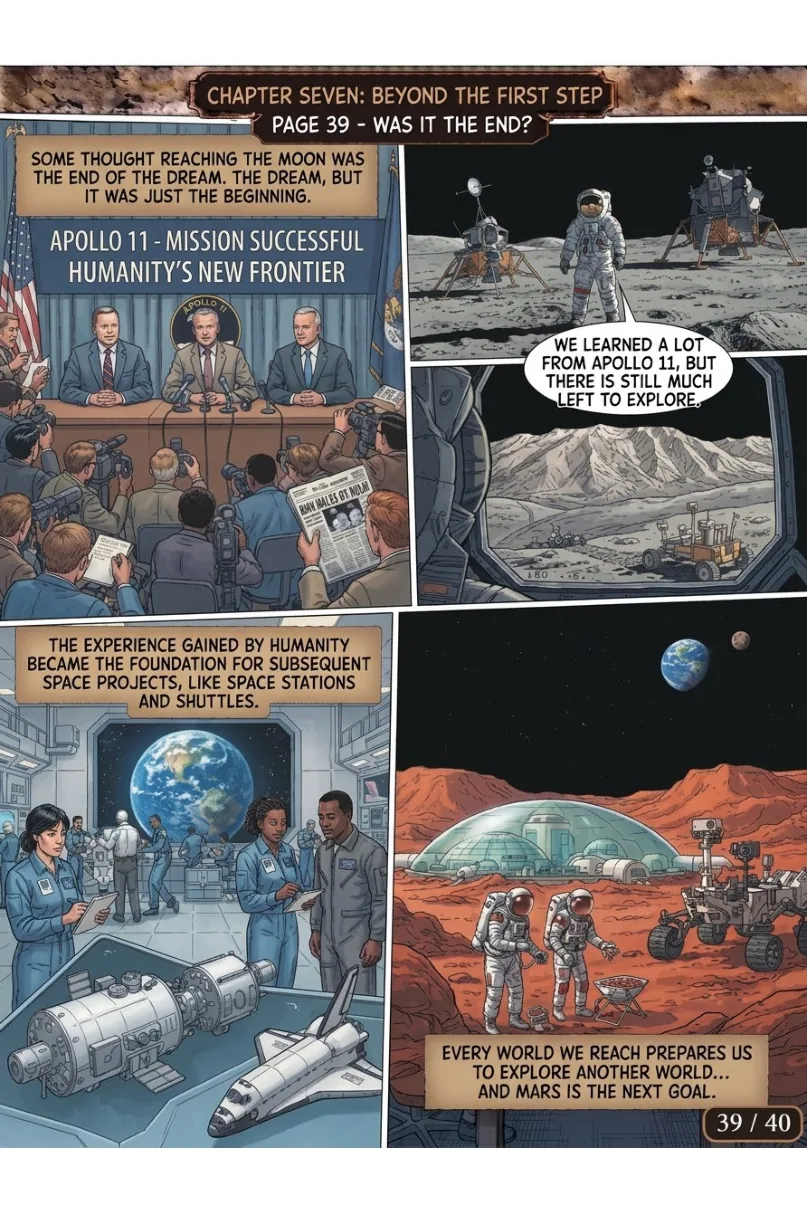 CHAPTER SEVEN: BEYOND THE FIRST STEP
PAGE 39 - WAS IT THE END?
SOME THOUGHT REACHING THE MOON WAS
THE END OF THE DREAM. THE DREAM, BUT
IT WAS JUST THE BEGINNING.
APOLLO 11 - MISSION SUCCESSFUL
HUMANITY'S NEW FRONTIER
APOLLO 11
WE LEARNED A LOT
FROM APOLLO 11, BUT
THERE IS STILL MUCH
LEFT TO EXPLORE.
THE EXPERIENCE GAINED BY HUMANITY
BECAME THE FOUNDATION FOR SUBSEQUENT
SPACE PROJECTS, LIKE SPACE STATIONS
AND SHUTTLES.
EVERY WORLD WE REACH PREPARES US
TO EXPLORE ANOTHER WORLD...
AND MARS IS THE NEXT GOAL.
39 / 40